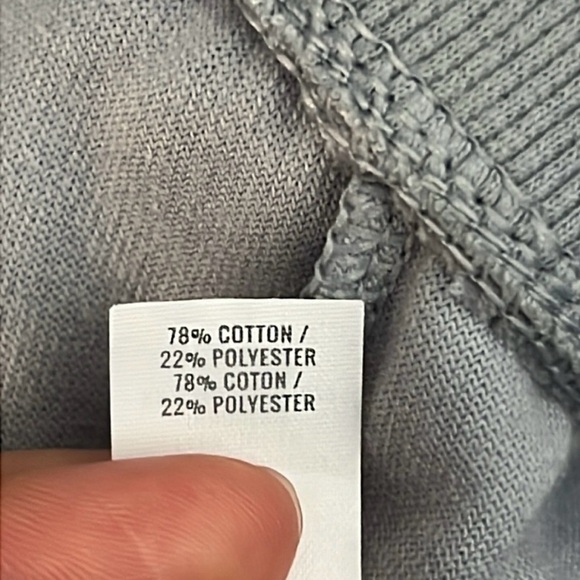 78% COTTON /
22% POLYESTER
78% COTON /
22% POLYESTER